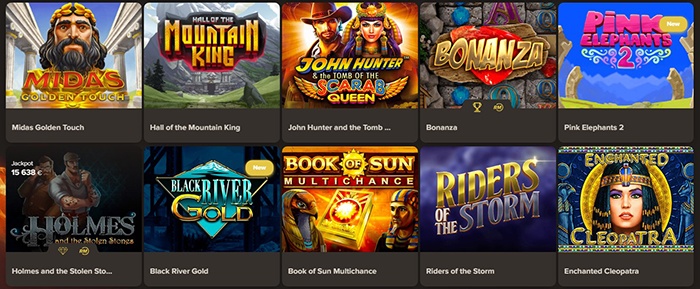 MIDAS
GOLDEN TOUCH
Midas Golden Touch
HALL OF THE
MOUNTAIN
KING
Hall of the Mountain King
JOHN HUNTER
& the TOMB OF THE
SCARAB
QUEEN
John Hunter and the Tomb ...
BONANZA
Bonanza
New
PINK
ELEPHANTS
2
Pink Elephants 2
Jackpot
15 638 €
HOLMES
and the Stolen Stones
Holmes and the Stolen Sto...
New
BLACK RIVER
GOLD
Black River Gold
BOOK OF SUN
MULTICHANCE
Book of Sun Multichance
RIDERS
OF THE
STORM
Riders of the Storm
ENCHANTED
CLEOPATRA
Enchanted Cleopatra